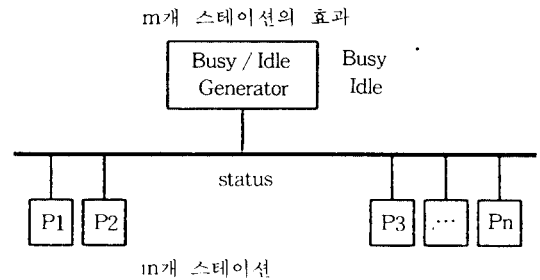 m개 스테이션의 효과
Busy / Idle
Generator
Busy
Idle
status
P1 P2 P3 ... Pn
m개 스테이션